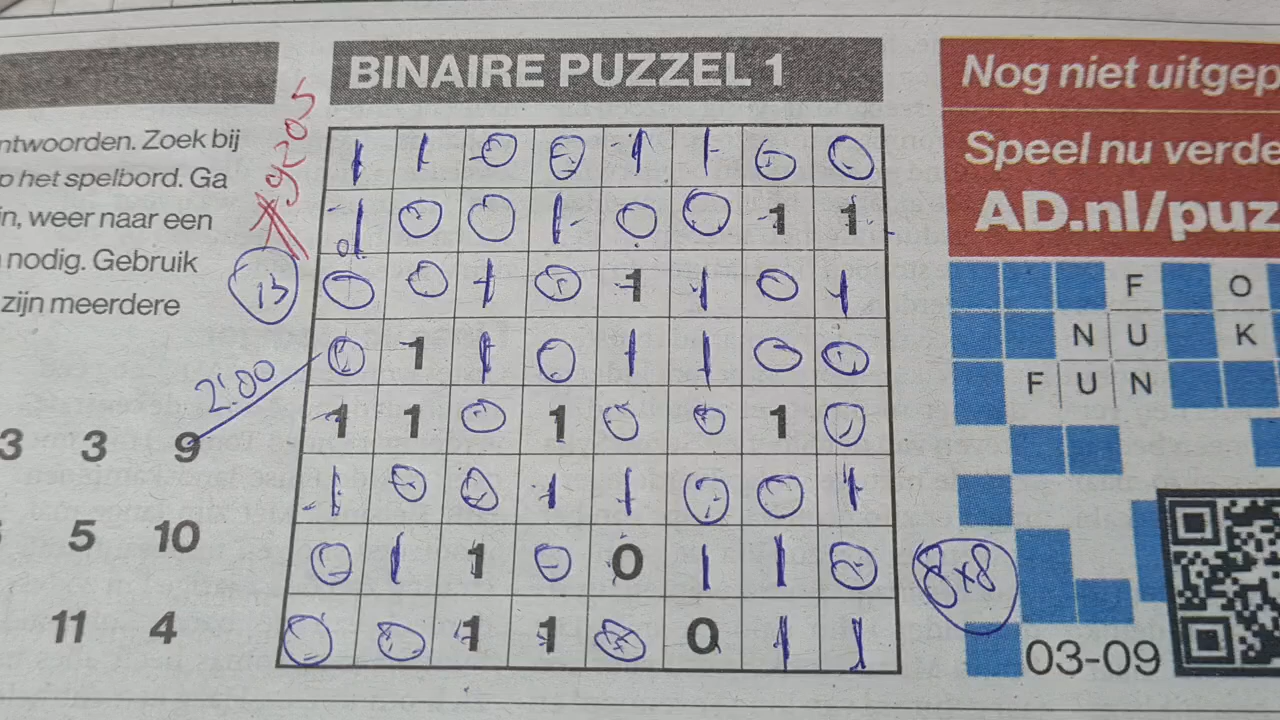 BINAIRE PUZZEL 1
ntwoorden. Zoek bij
p het spelbord. Ga
in, weer naar een
nodig. Gebruik
zijn meerdere
13
2:00
3 3 9
5 10
11 4
1 1 0 0 1 1 0 0
1 0 0 1 0 0 1 1
0 0 1 0 1 1 0 1
0 1 1 0 1 1 0 0
1 1 0 1 0 0 1 0
1 0 0 1 1 0 0 1
0 1 1 0 0 1 1 0
0 0 1 1 0 0 1 1
8x8
Nog niet uitgep
Speel nu verde
AD.nl/puz
F O
N U K
F U N
03-09